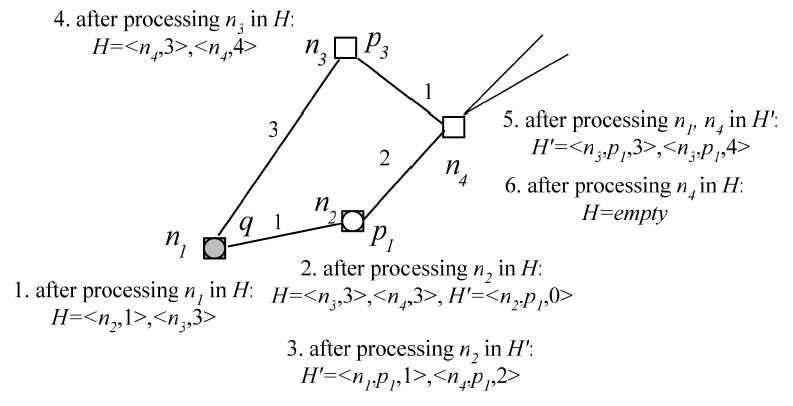 4. after processing n3 in H:
H=<n4,3>,<n4,4>
n3 p3
1
3
5. after processing n1, n4 in H':
H'=<n3,p1,3>,<n3,p1,4>
2
n4
6. after processing n4 in H:
H=empty
n2
q 1
n1
p1
1. after processing n1 in H:
H=<n2,1>,<n3,3>
2. after processing n2 in H:
H=<n3,3>,<n4,3>, H'=<n2,p1,0>
3. after processing n2 in H':
H'=<n1,p1,1>,<n4,p1,2>